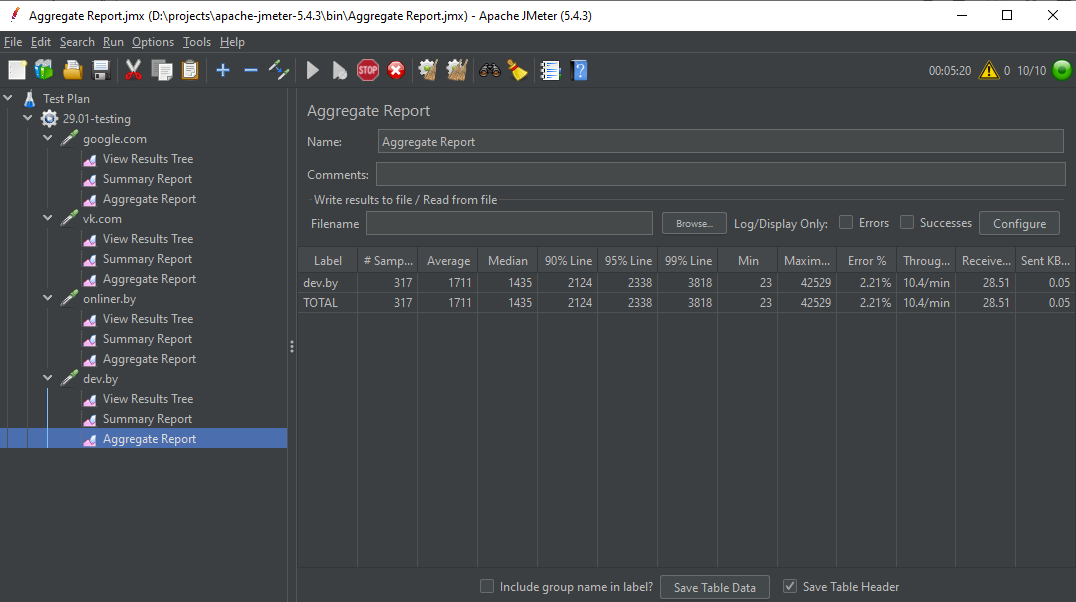 Aggregate Report.jmx (D:\projects\apache-jmeter-5.4.3\bin\Aggregate Report.jmx) - Apache JMeter (5.4.3)
File Edit Search Run Options Tools Help
STOP ? 00:05:20 0 10/10
Test Plan
29.01-testing
google.com
View Results Tree
Summary Report
Aggregate Report
vk.com
View Results Tree
Summary Report
Aggregate Report
onliner.by
View Results Tree
Summary Report
Aggregate Report
dev.by
View Results Tree
Summary Report
Aggregate Report
Aggregate Report
Name: Aggregate Report
Comments:
Write results to file / Read from file
Filename Browse... Log/Display Only: Errors Successes Configure
Label # Samp... Average Median 90% Line 95% Line 99% Line Min Maxim... Error % Throug... Receive... Sent KB...
dev.by 317 1711 1435 2124 2338 3818 23 42529 2.21% 10.4/min 28.51 0.05
TOTAL 317 1711 1435 2124 2338 3818 23 42529 2.21% 10.4/min 28.51 0.05
Include group name in label? Save Table Data Save Table Header